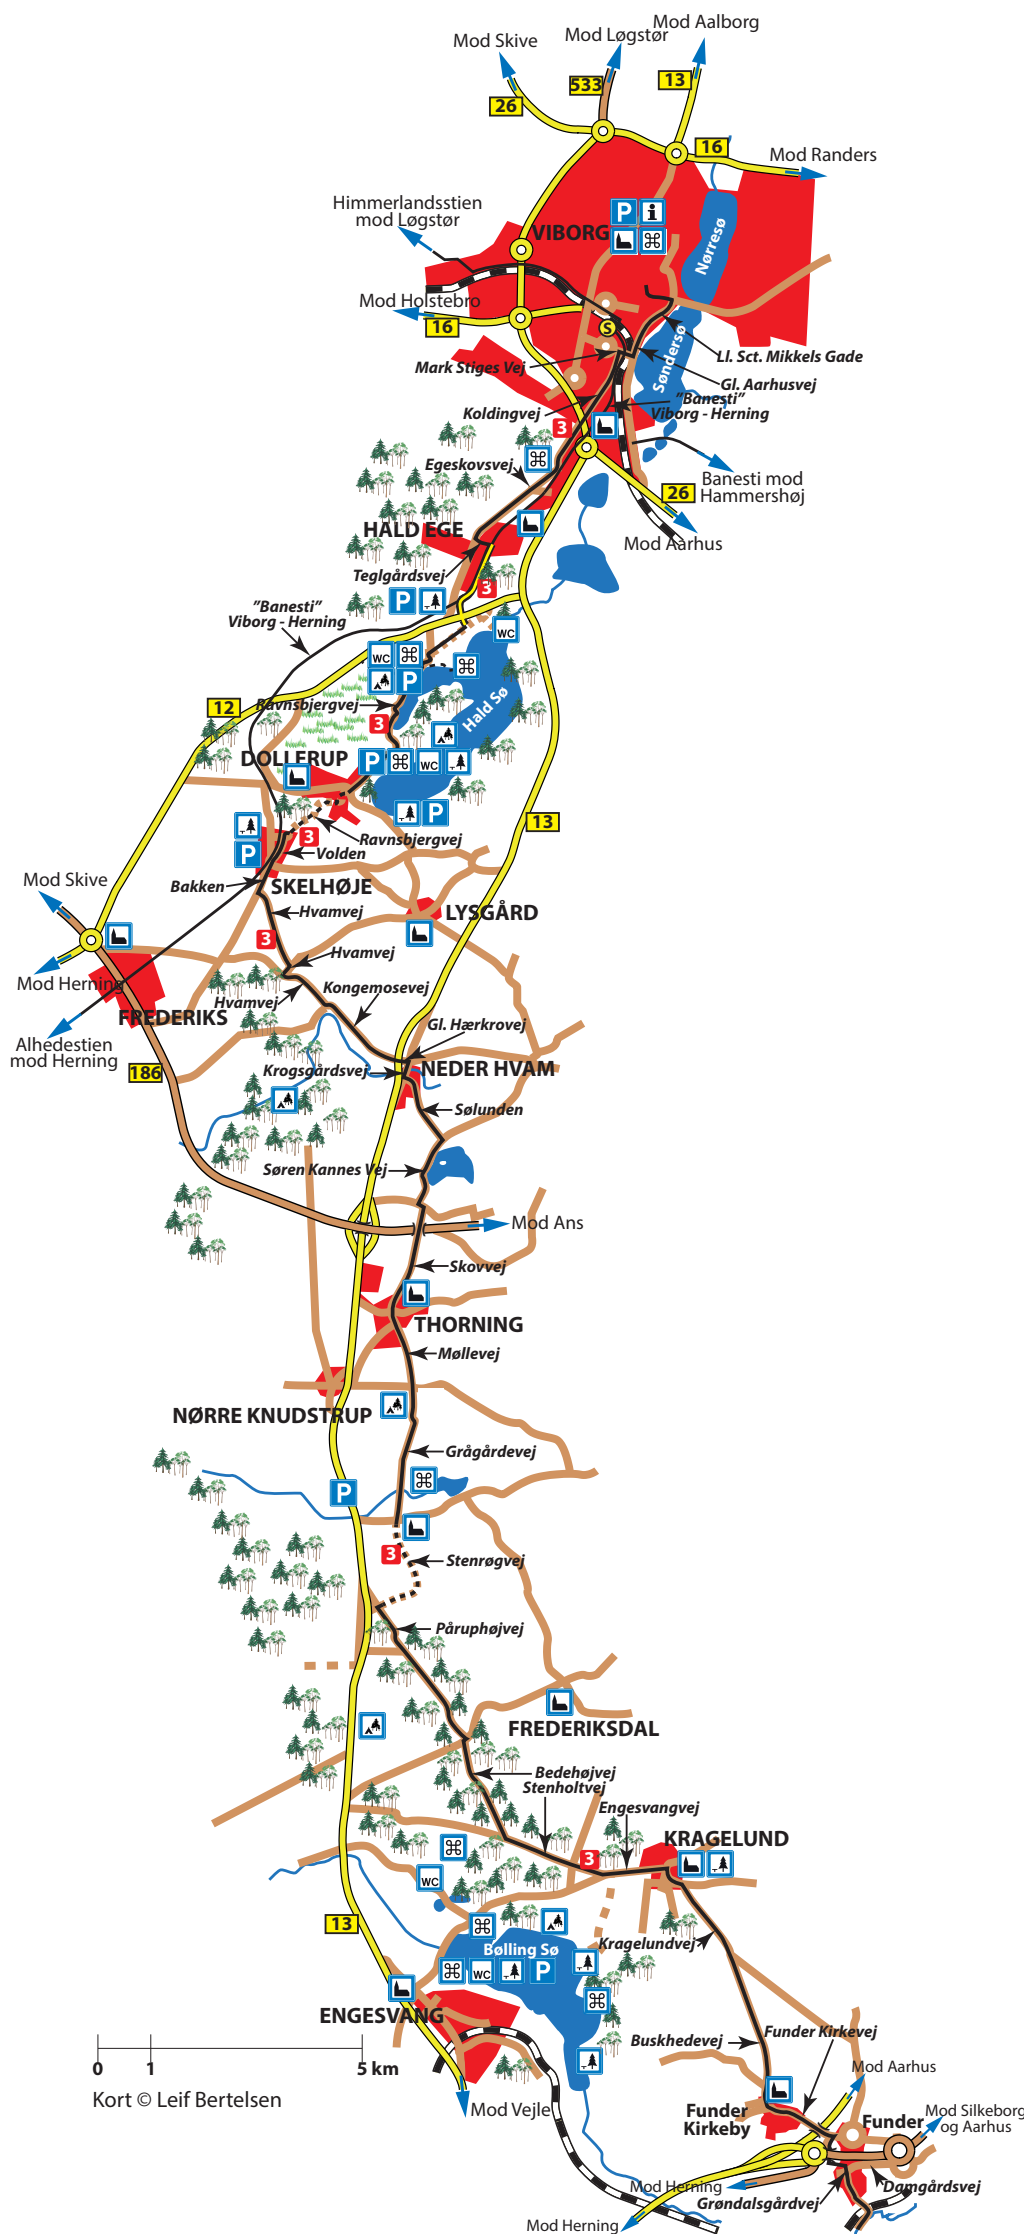 Mod Aalborg
Mod Løgstør
Mod Skive
533
13
26
16
Mod Randers
Himmerlandsstien
mod Løgstør
P
VIBORG
Nørresø
Mod Holstebro
16
S
Ll. Sct. Mikkels Gade
Mark Stiges Vej
Søndersø
Gl. Aarhusvej
"Banesti"
Viborg - Herning
Koldingvej
3
Egeskovsvej
Banesti mod
Hammershøj
26
HALD EGE
Mod Aarhus
Teglgårdsvej
3
P
"Banesti"
Viborg - Herning
WC
WC
P
Ravnsbjergvej
12
3
Hald Sø
DOLLERUP
P
WC
P
13
3
Ravnsbjergvej
P
Volden
Bakken
SKELHØJE
Mod Skive
Hvamvej
LYSGÅRD
3
Hvamvej
Mod Herning
Kongemosevej
Hvamvej
FREDERIKS
Gl. Hærkrovej
Alhedestien
mod Herning
186
Krogsgårdsvej
NEDER HVAM
Sølunden
Søren Kannes Vej
Mod Ans
Skovvej
THORNING
Møllevej
NØRRE KNUDSTRUP
Grågårdevej
P
3
Stenrøgvej
Påruphøjvej
FREDERIKSDAL
Bedehøjvej
Stenholtvej
Engesvangvej
KRAGELUND
3
WC
13
Kragelundvej
Bølling Sø
WC
P
ENGESVANG
Buskhedevej
Funder Kirkevej
0
1
5 km
Mod Aarhus
Kort © Leif Bertelsen
Mod Vejle
Funder
Kirkeby
Funder
Mod Silkeborg
og Aarhus
Mod Herning
Damgårdsvej
Grøndalsgårdvej
Mod Herning